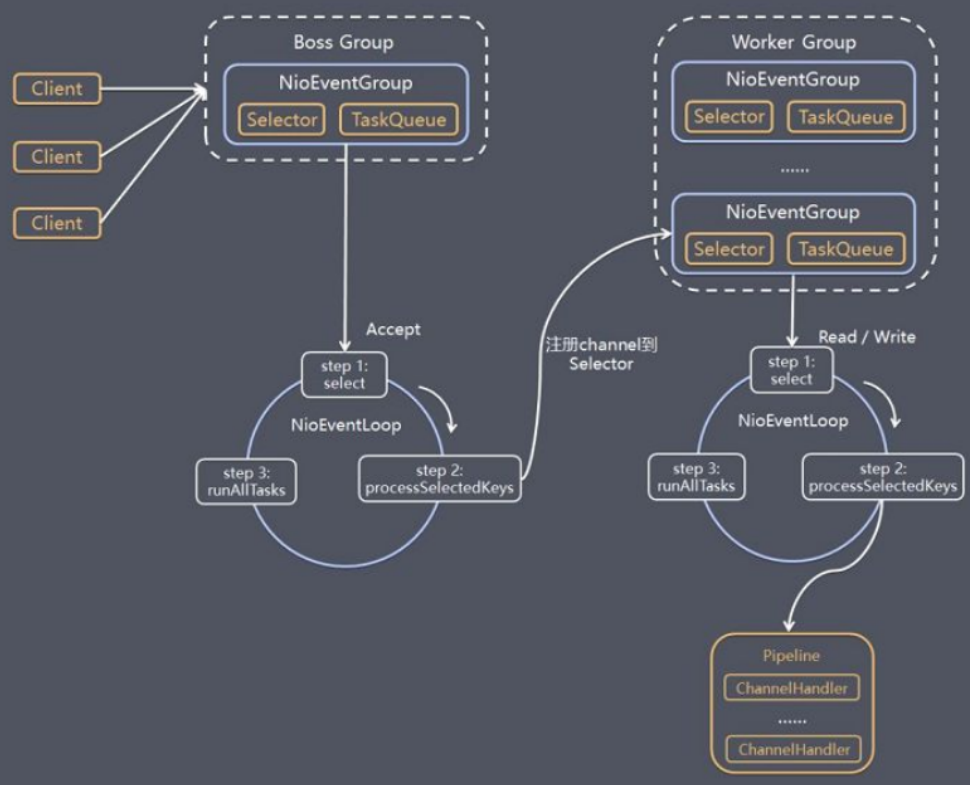 Client
Client
Client
Boss Group
NioEventGroup
Selector
TaskQueue
Accept
step 1:
select
NioEventLoop
step 2:
processSelectedKeys
step 3:
runAllTasks
注册channel到
Selector
Worker Group
NioEventGroup
Selector
TaskQueue
......
NioEventGroup
Selector
TaskQueue
Read / Write
step 1:
select
NioEventLoop
step 2:
processSelectedKeys
step 3:
runAllTasks
Pipeline
ChannelHandler
......
ChannelHandler